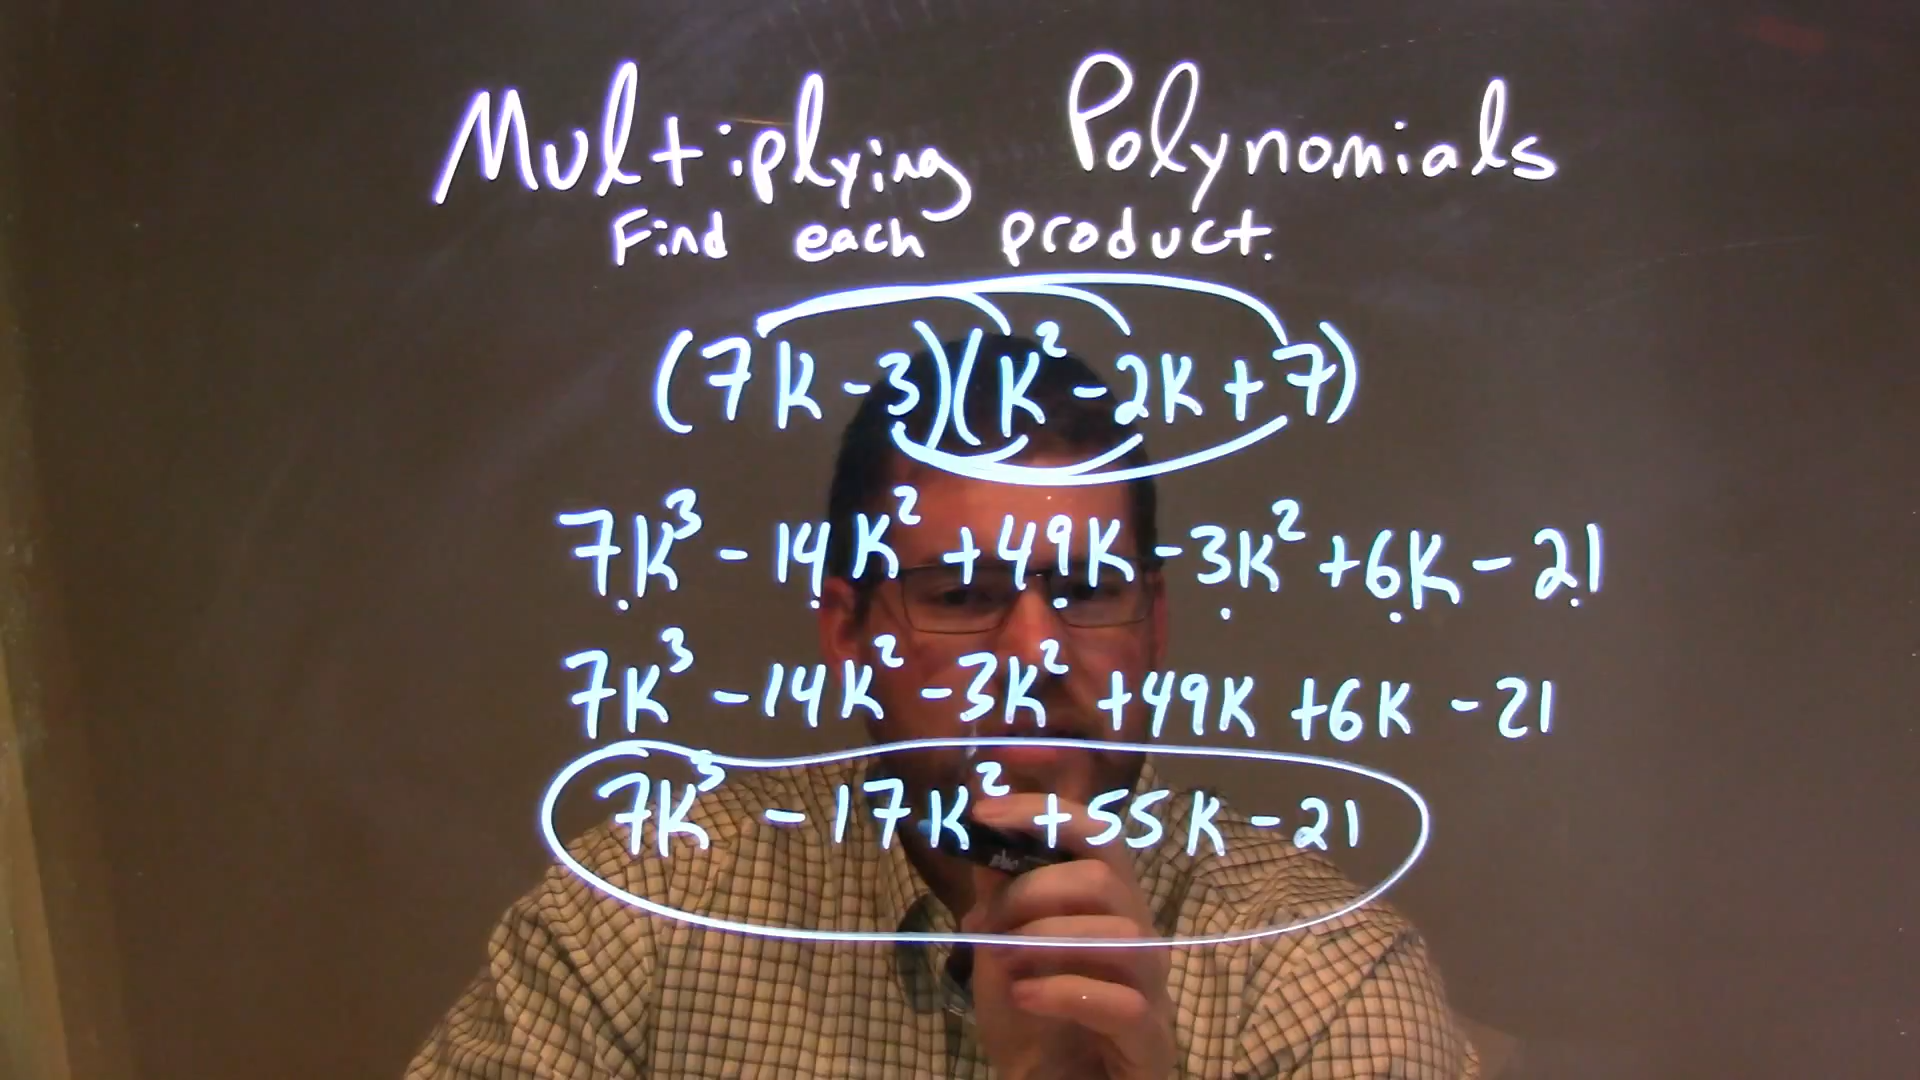 Multiplying Polynomials
Find each product.
(7K-3)(K²-2K+7)
7K³-14K²+49K-3K²+6K-21
7K³-14K²-3K²+49K+6K-21
7K³-17K²+55K-21